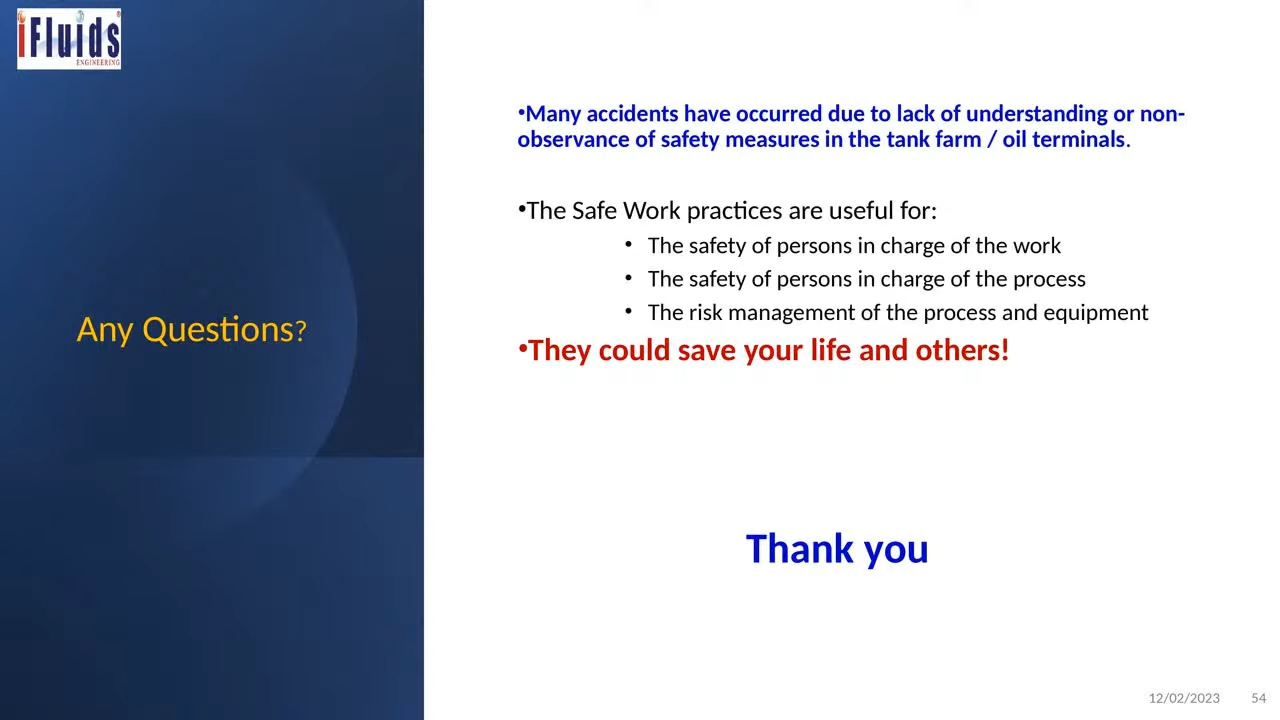 iFluids
ENGINEERING
•Many accidents have occurred due to lack of understanding or non-
observance of safety measures in the tank farm / oil terminals.
•The Safe Work practices are useful for:
• The safety of persons in charge of the work
• The safety of persons in charge of the process
• The risk management of the process and equipment
Any Questions?
•They could save your life and others!
Thank you
12/02/2023 54